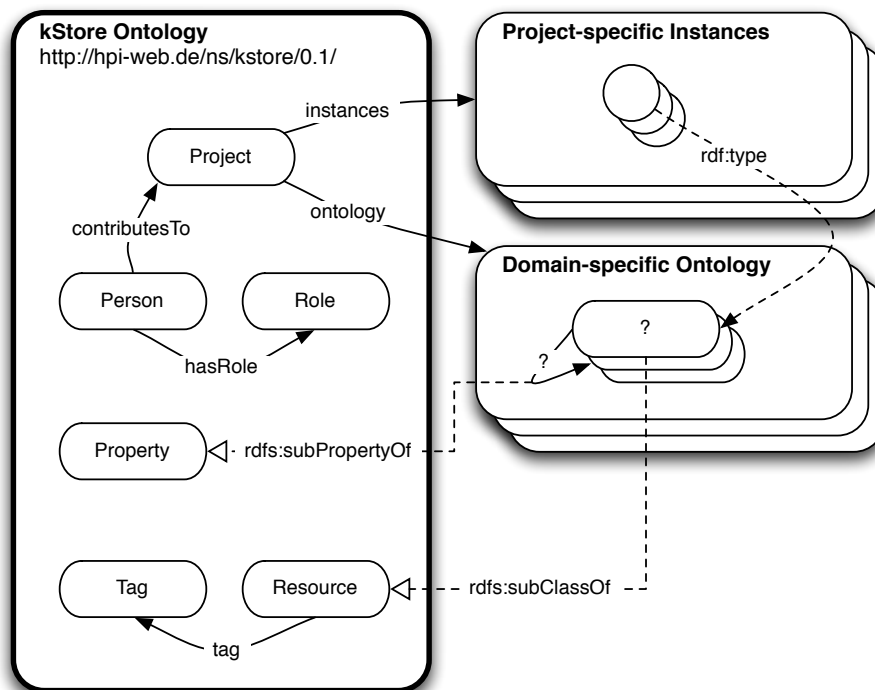 kStore Ontology
http://hpi-web.de/ns/kstore/0.1/
Project-specific Instances
instances
Project
rdf:type
ontology
contributesTo
Domain-specific Ontology
Person
Role
?
?
hasRole
Property
rdfs:subPropertyOf
Tag
Resource
rdfs:subClassOf
tag